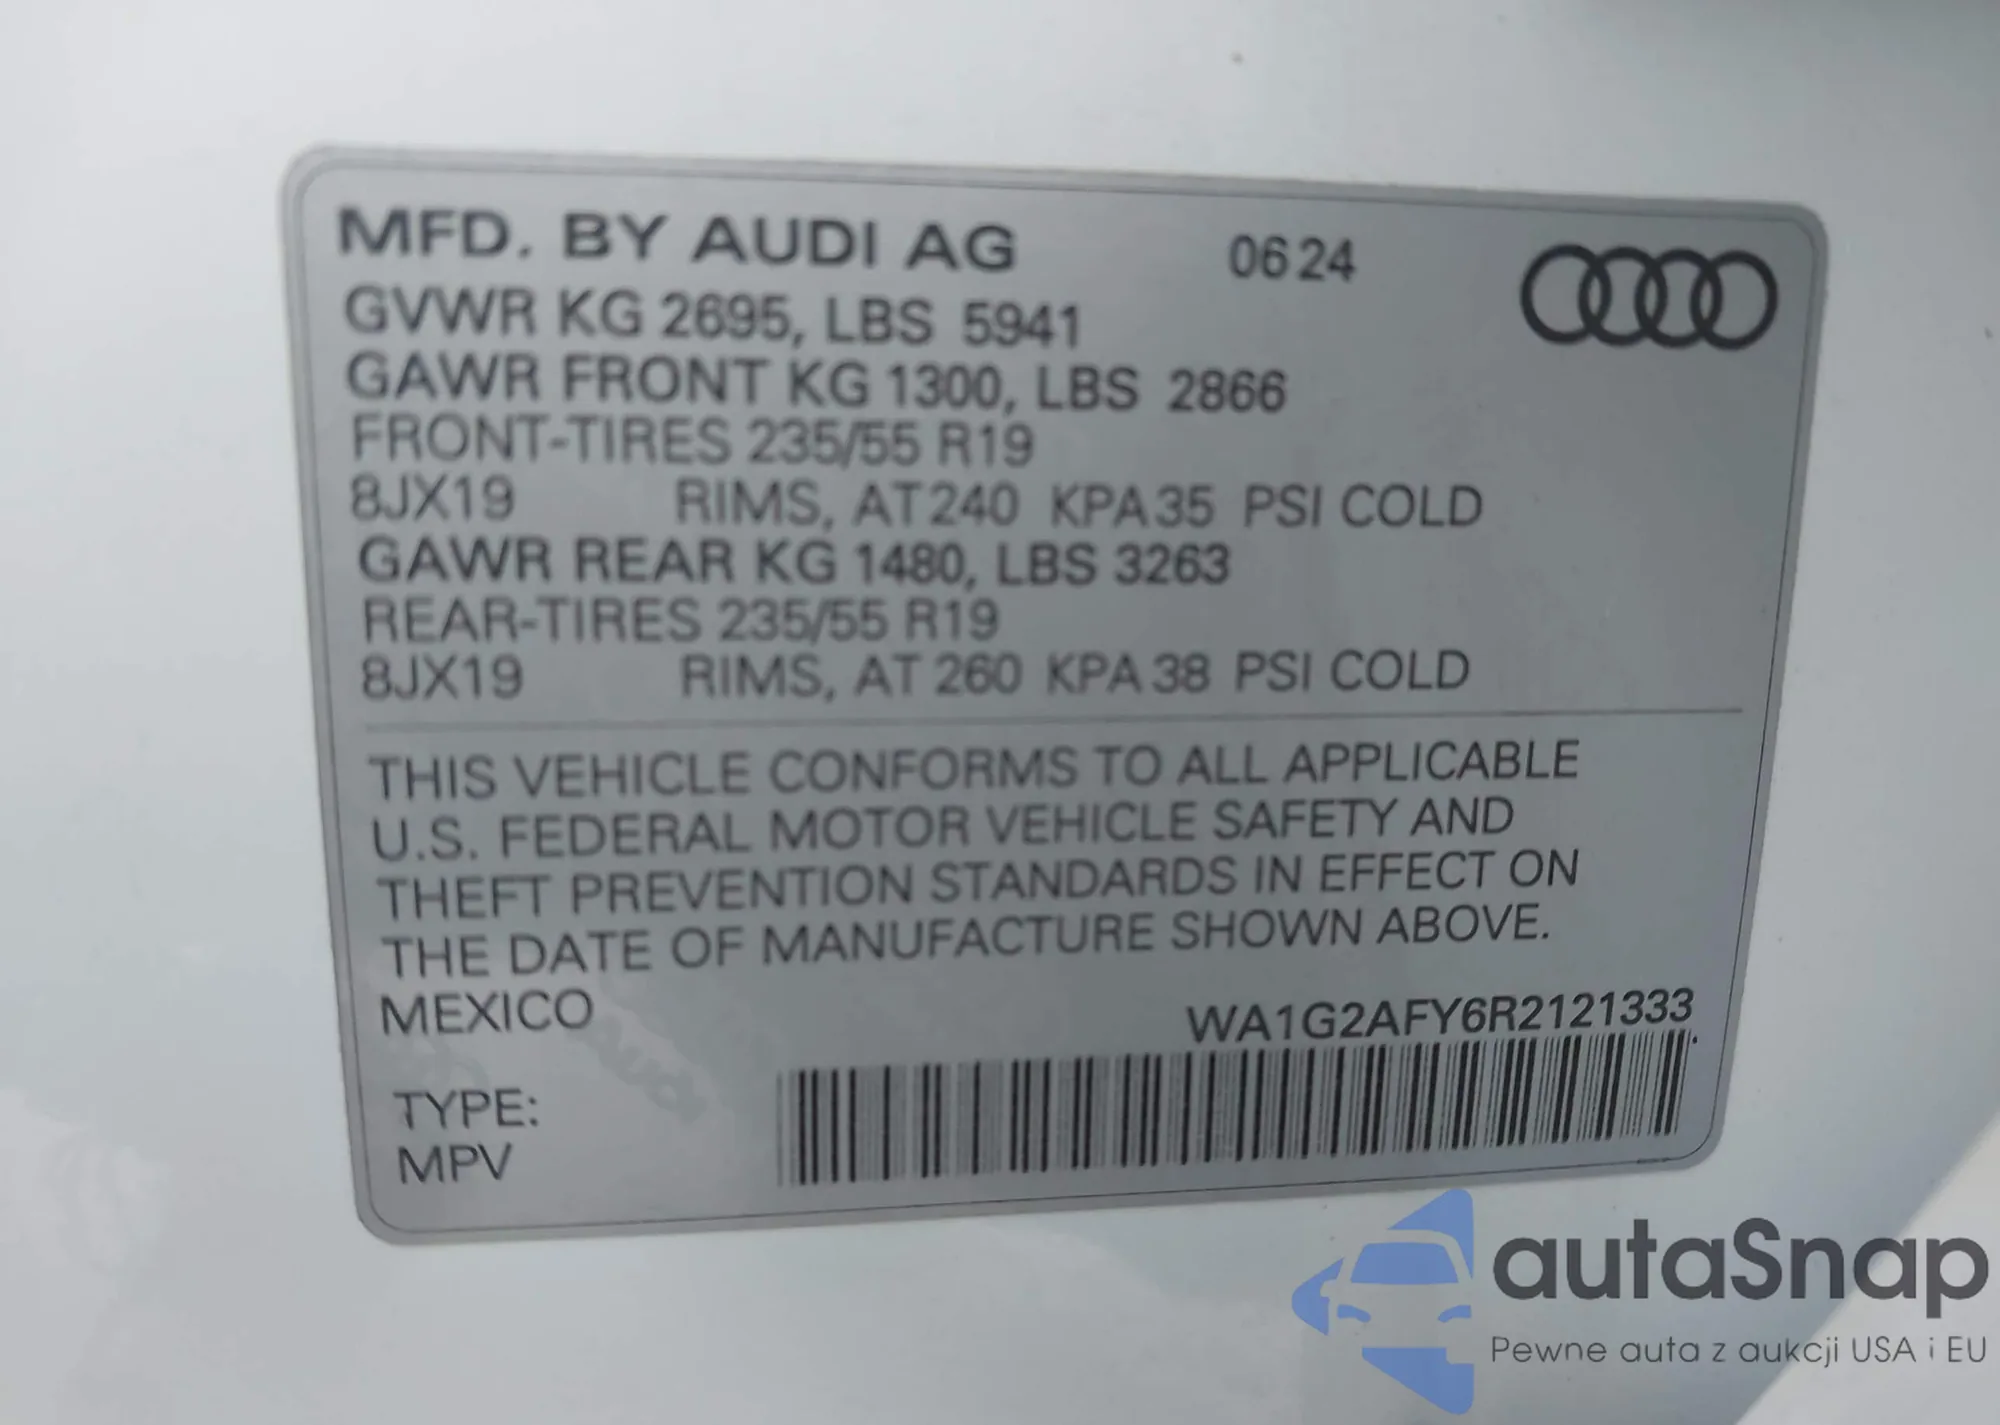 MFD. BY AUDI AG 06 24
GVWR KG 2695, LBS 5941
GAWR FRONT KG 1300, LBS 2866
FRONT-TIRES 235/55 R19
8JX19 RIMS, AT 240 KPA 35 PSI COLD
GAWR REAR KG 1480, LBS 3263
REAR-TIRES 235/55 R19
8JX19 RIMS, AT 260 KPA 38 PSI COLD
THIS VEHICLE CONFORMS TO ALL APPLICABLE
U.S. FEDERAL MOTOR VEHICLE SAFETY AND
THEFT PREVENTION STANDARDS IN EFFECT ON
THE DATE OF MANUFACTURE SHOWN ABOVE.
MEXICO WA1G2AFY6R2121333
AUDI
TYPE:
MPV
autaSnap
Pewne auta z aukcji USA i EU